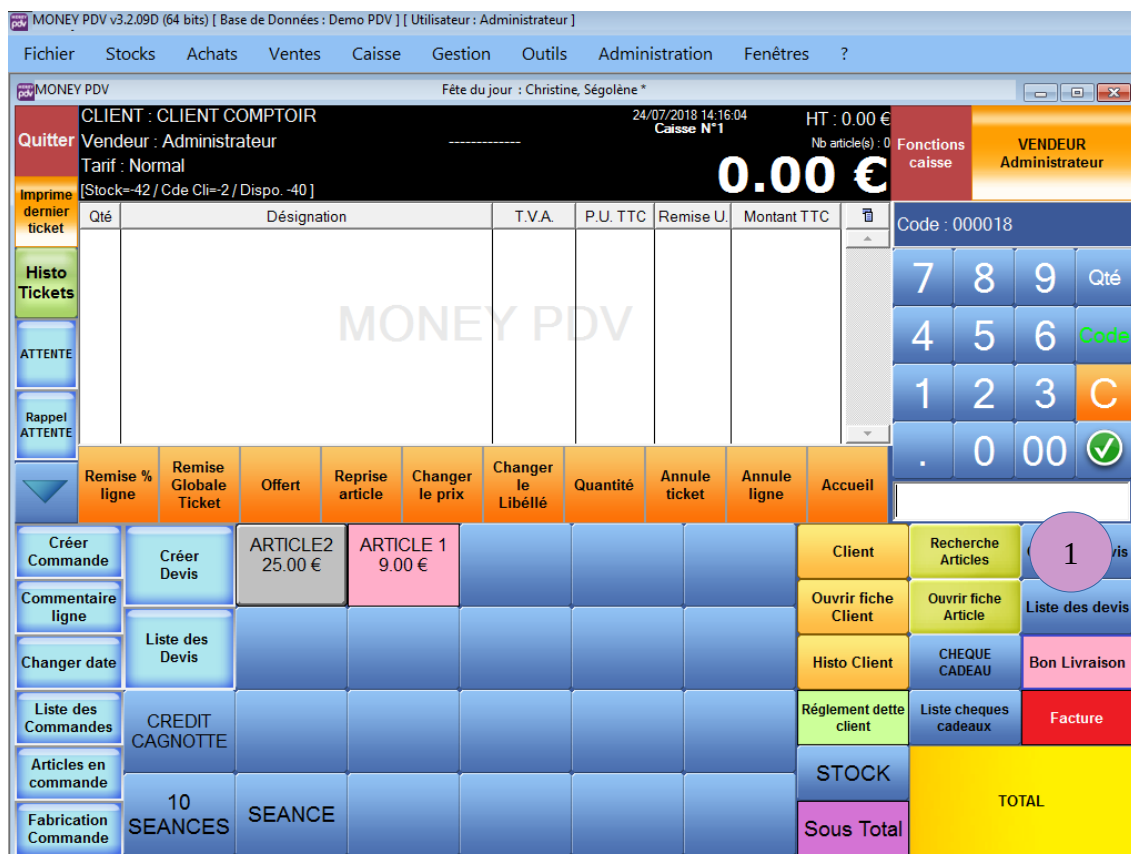 MONEY PDV v3.2.09D (64 bits) [ Base de Données : Demo PDV ] [ Utilisateur : Administrateur ]
Fichier Stocks Achats Ventes Caisse Gestion Outils Administration Fenêtres ?
MONEY PDV Fête du jour : Christine, Ségolène *
Quitter
CLIENT : CLIENT COMPTOIR
Vendeur : Administrateur
Tarif : Normal
[Stock=-42 / Cde Cli=-2 / Dispo. -40 ]
24/07/2018 14:16:04
Caisse N°1
--------------
HT : 0.00 €
Nb article(s) : 0
0.00 €
Fonctions
caisse
VENDEUR
Administrateur
Imprime
dernier
ticket
Histo
Tickets
ATTENTE
Rappel
ATTENTE
Qté Désignation T.V.A. P.U. TTC Remise U. Montant TTC
MONEY PDV
Code : 000018
7 8 9 Qté
4 5 6 Code
1 2 3 C
. 0 00
Remise %
ligne
Remise
Globale
Ticket
Offert
Reprise
article
Changer
le prix
Changer
le
Libéllé
Quantité
Annule
ticket
Annule
ligne
Accueil
Créer
Commande
Commentaire
ligne
Changer date
Liste des
Commandes
Articles en
commande
Fabrication
Commande
Créer
Devis
Liste des
Devis
CREDIT
CAGNOTTE
10
SEANCES
SEANCE
ARTICLE2
25.00 €
ARTICLE 1
9.00 €
Client
Ouvrir fiche
Client
Histo Client
Réglement dette
client
STOCK
Sous Total
Recherche
Articles
Ouvrir fiche
Article
CHEQUE
CADEAU
Liste cheques
cadeaux
1
Liste des devis
Bon Livraison
Facture
TOTAL